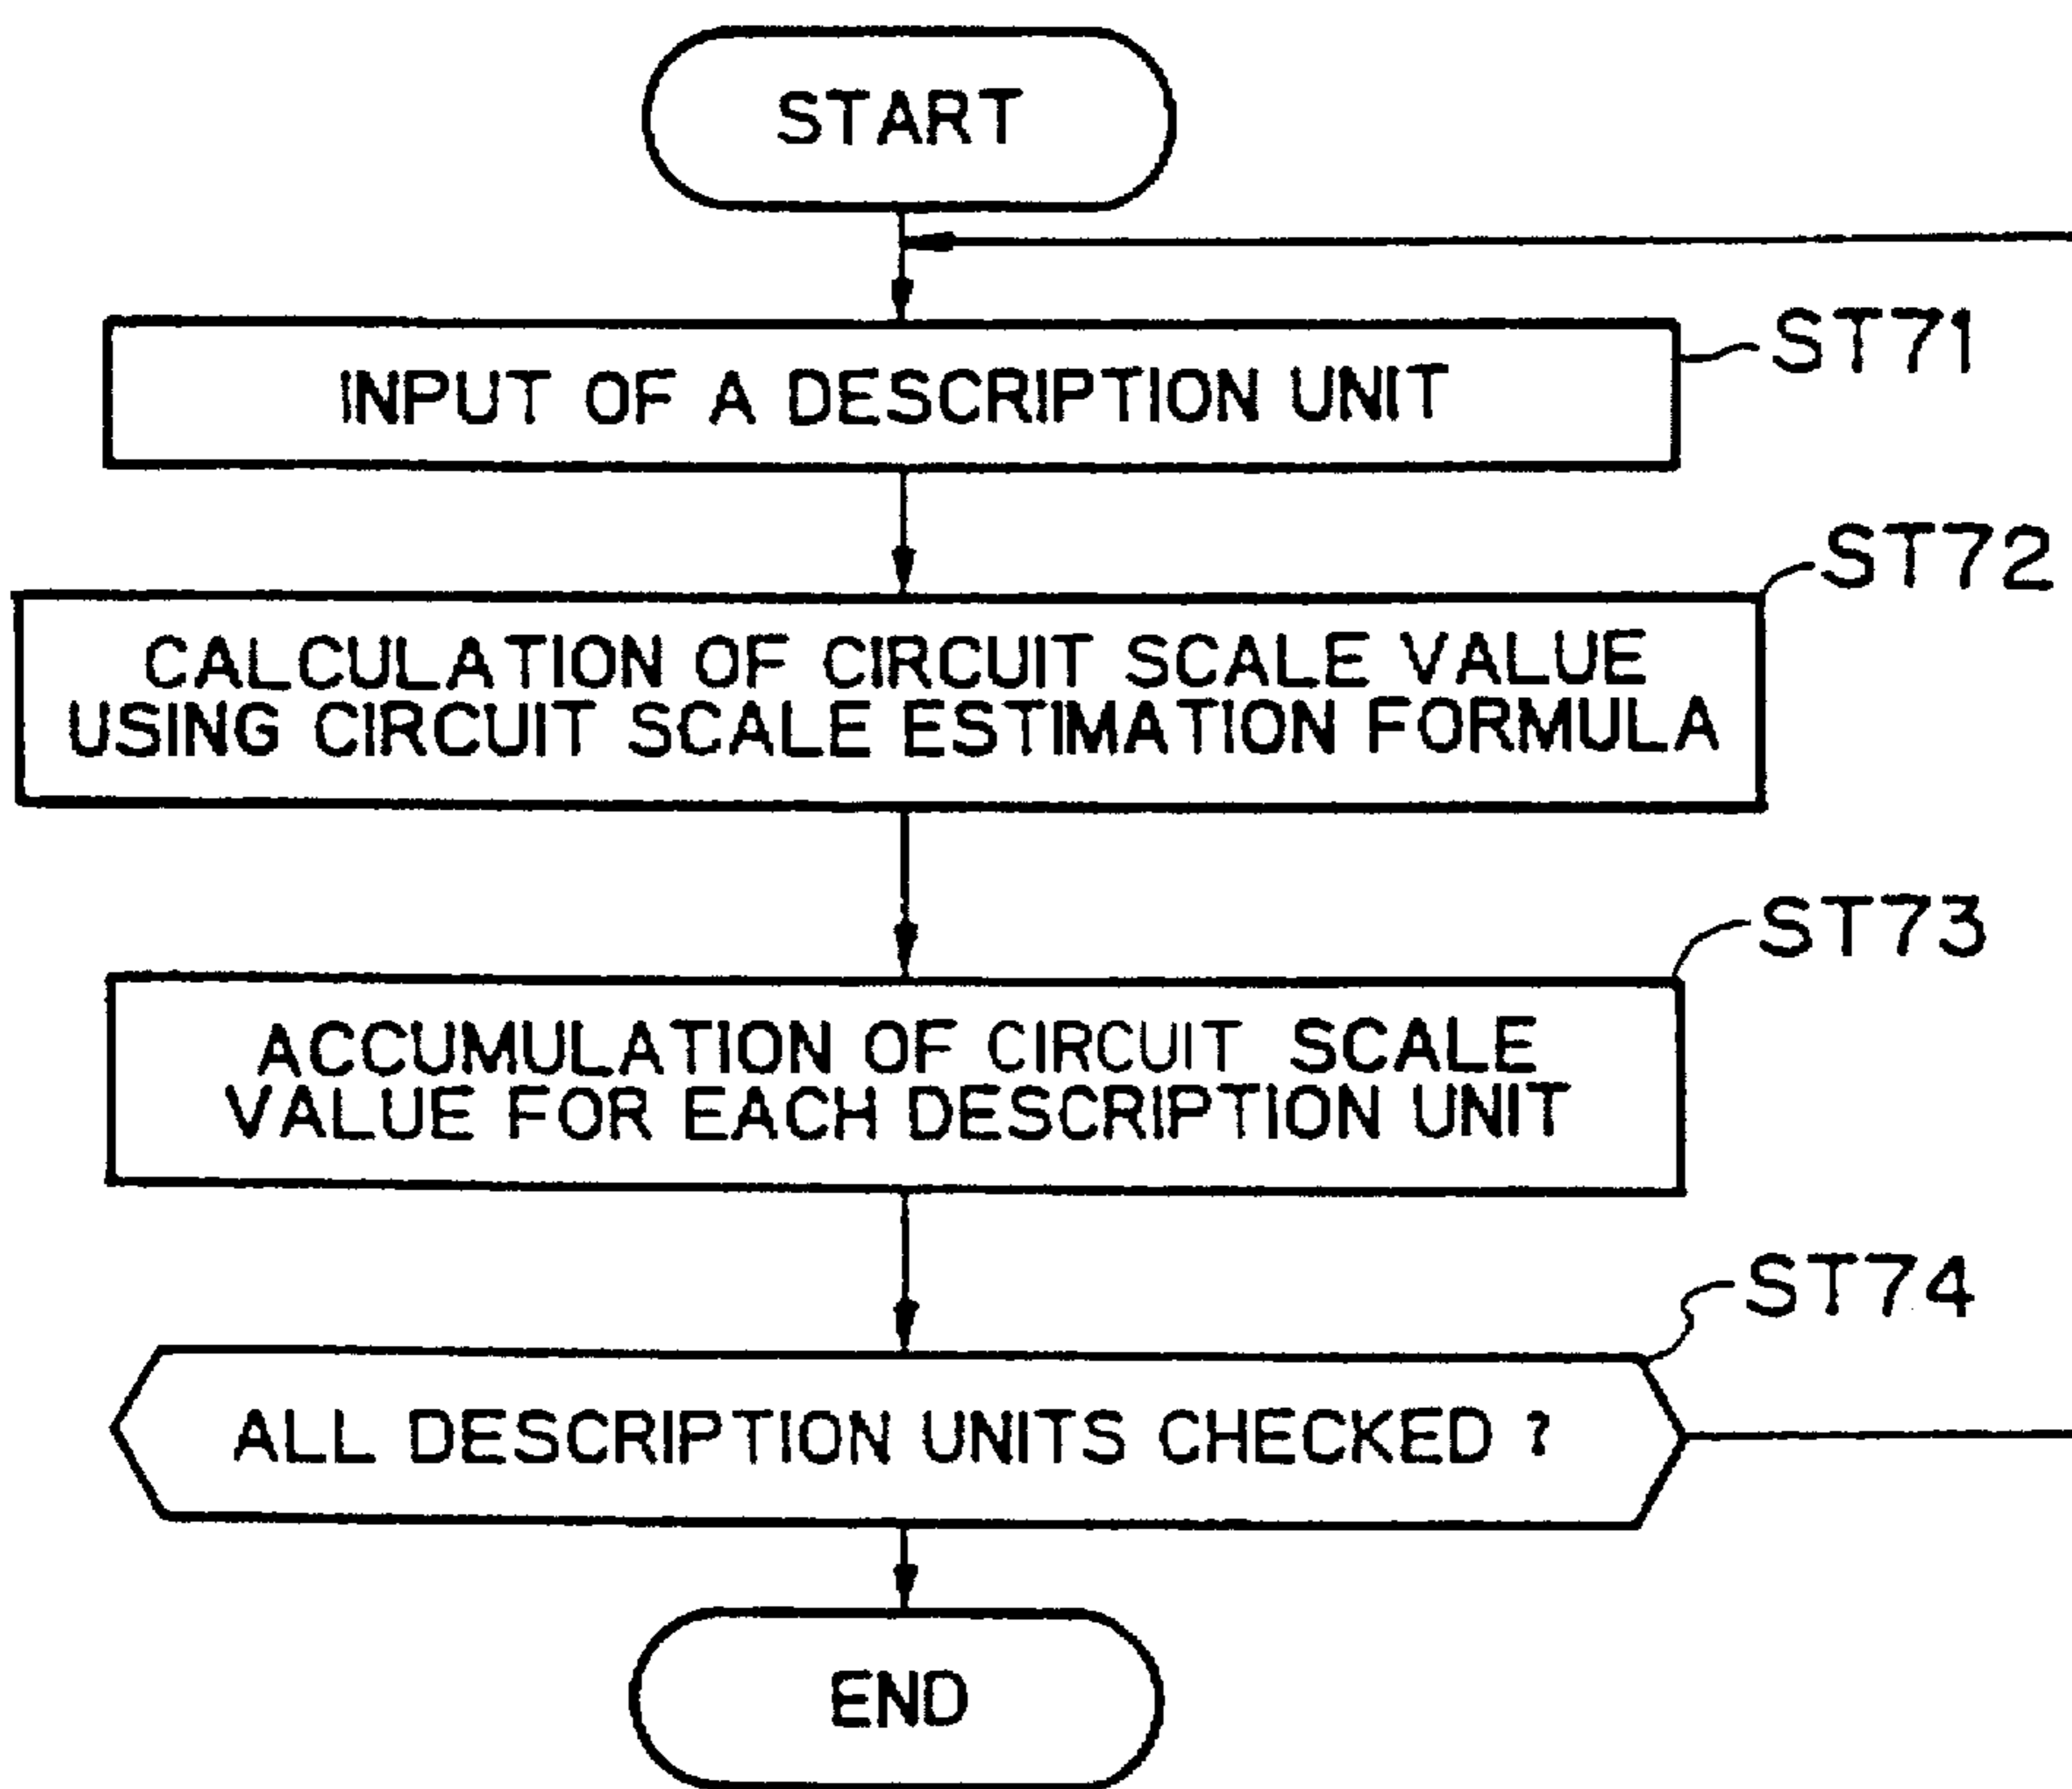 START
ST71
INPUT OF A DESCRIPTION UNIT
ST72
CALCULATION OF CIRCUIT SCALE VALUE
USING CIRCUIT SCALE ESTIMATION FORMULA
ST73
ACCUMULATION OF CIRCUIT SCALE
VALUE FOR EACH DESCRIPTION UNIT
ST74
ALL DESCRIPTION UNITS CHECKED ?
END